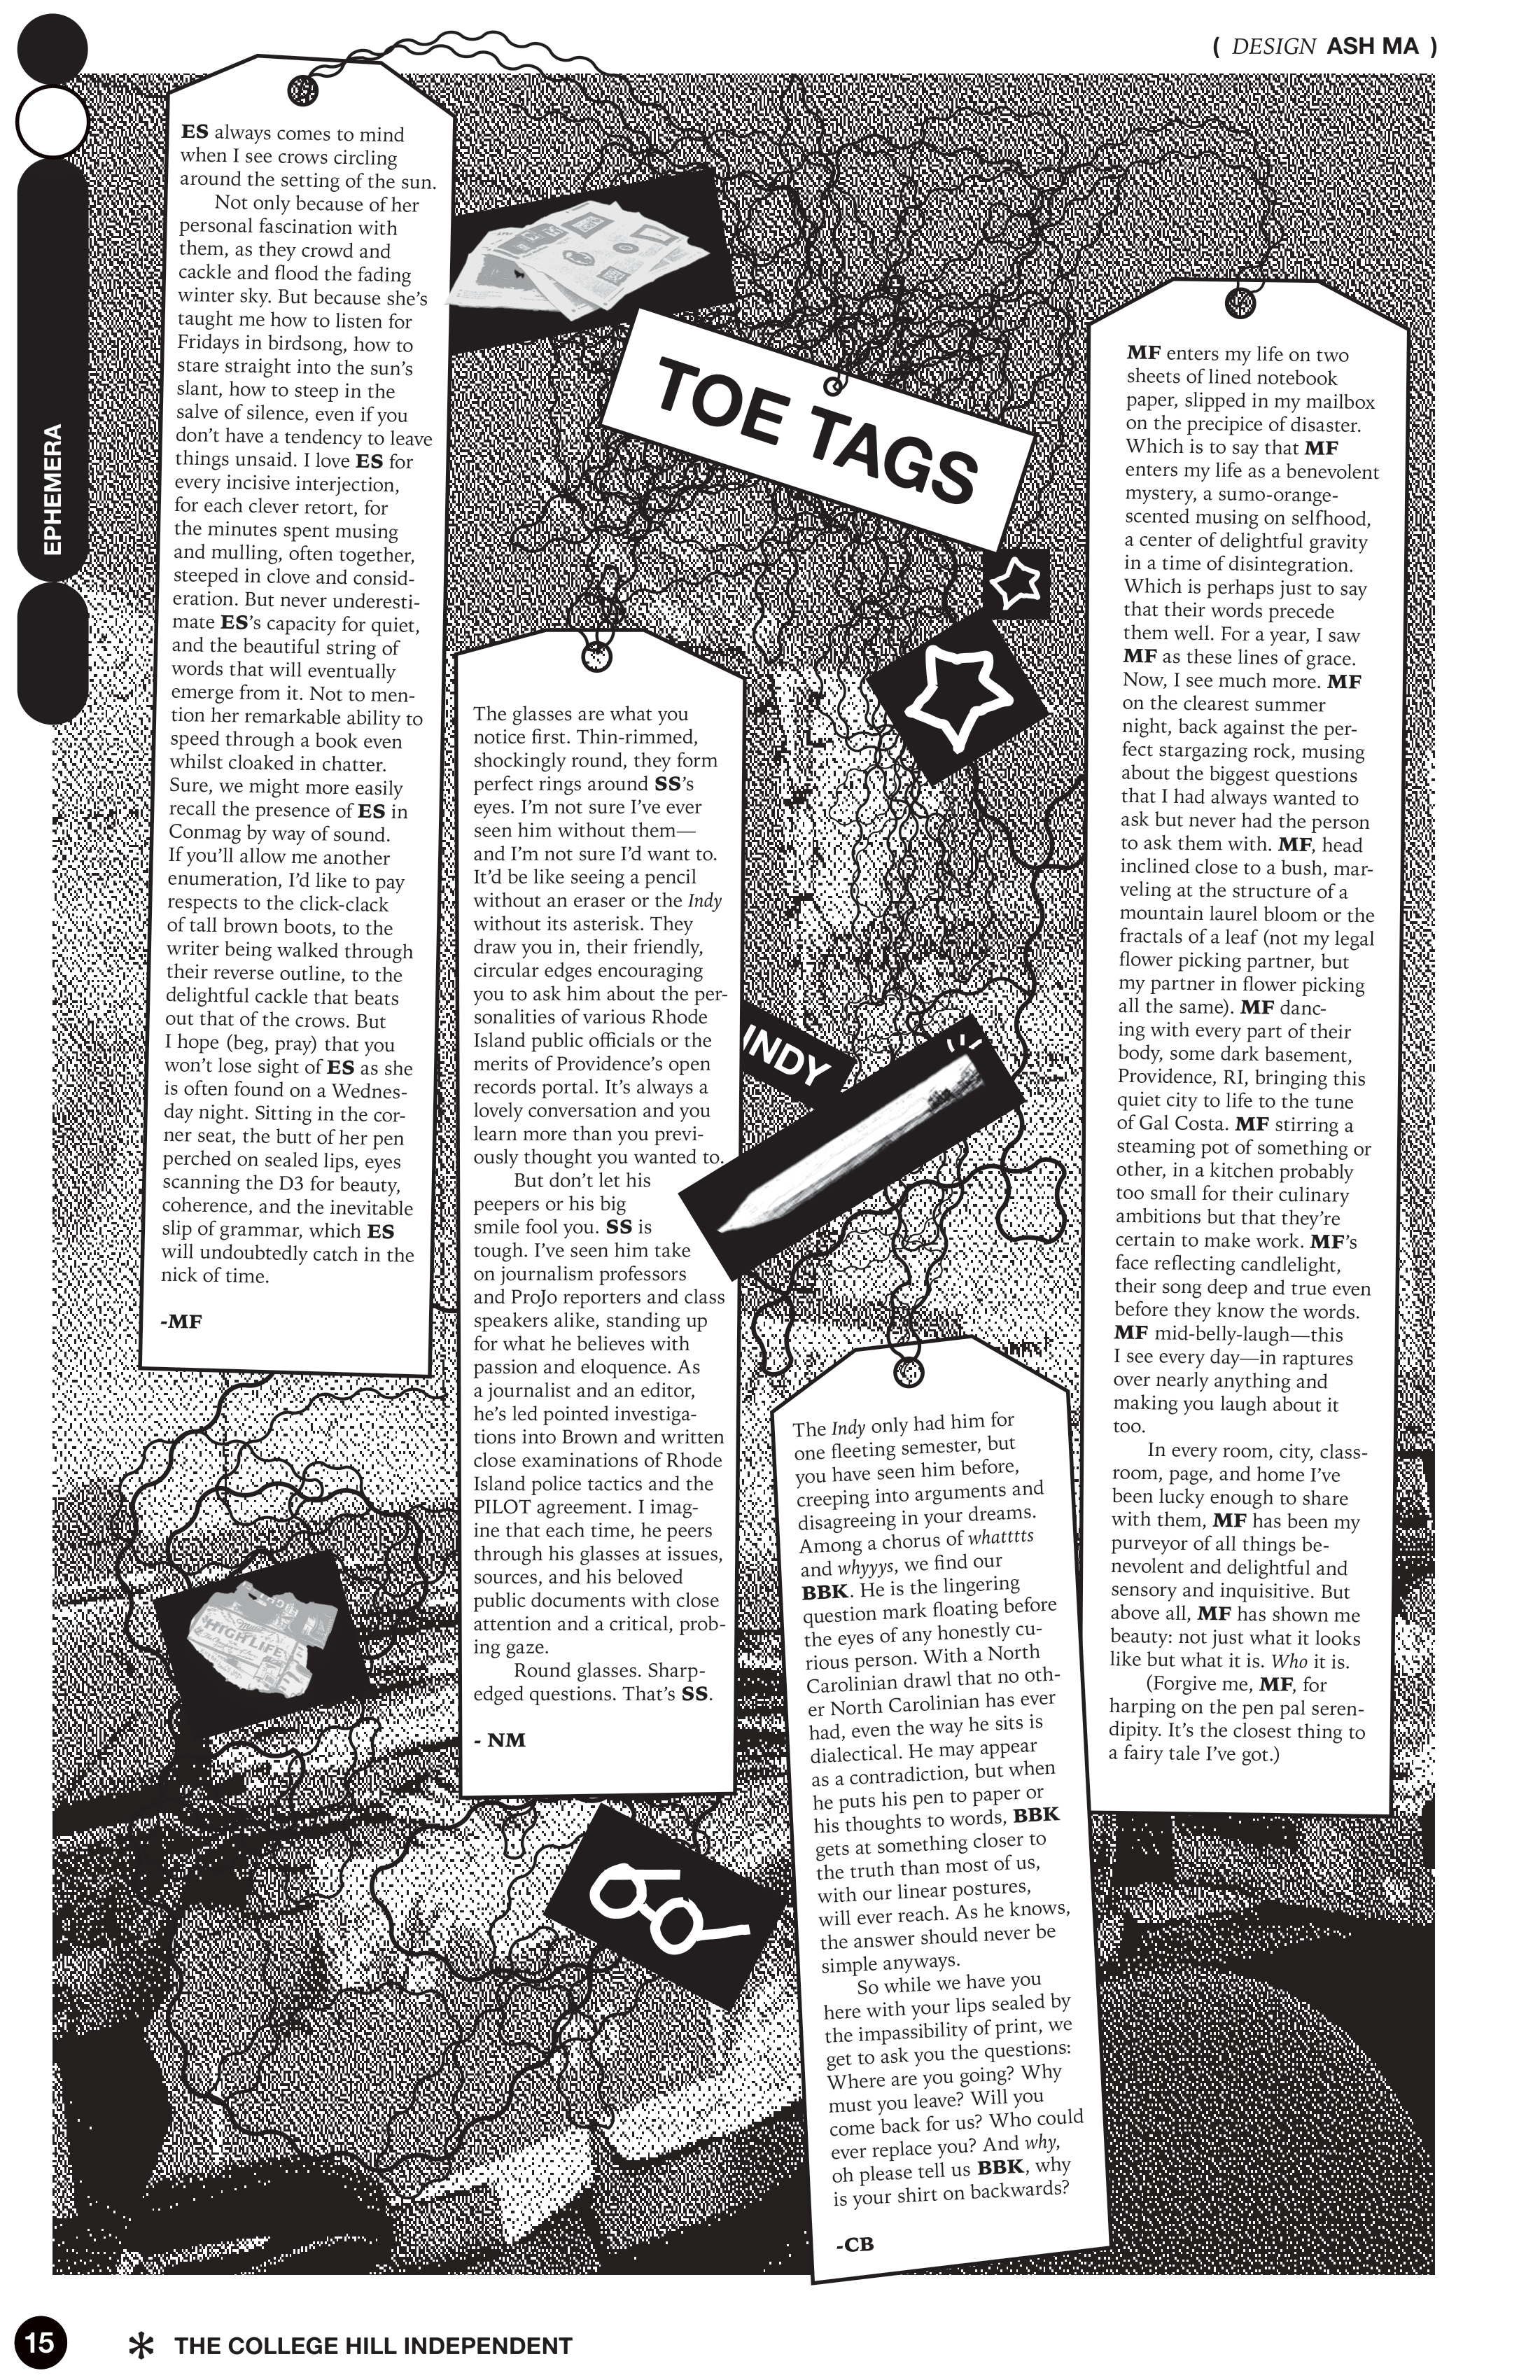 ( DESIGN ASH MA )
EPHEMERA
ES always comes to mind
when I see crows circling
around the setting of the sun.
Not only because of her
personal fascination with
them, as they crowd and
cackle and flood the fading
winter sky. But because she's
taught me how to listen for
Fridays in birdsong, how to
stare straight into the sun's
slant, how to steep in the
salve of silence, even if you
don't have a tendency to leave
things unsaid. I love ES for
every incisive interjection,
for each clever retort, for
the minutes spent musing
and mulling, often together,
steeped in clove and consid-
eration. But never underesti-
mate ES's capacity for quiet,
and the beautiful string of
words that will eventually
emerge from it. Not to men-
tion her remarkable ability to
speed through a book even
whilst cloaked in chatter.
Sure, we might more easily
recall the presence of ES in
Conmag by way of sound.
If you'll allow me another
enumeration, I'd like to pay
respects to the click-clack
of tall brown boots, to the
writer being walked through
their reverse outline, to the
delightful cackle that beats
out that of the crows. But
I hope (beg, pray) that you
won't lose sight of ES as she
is often found on a Wednes-
day night. Sitting in the cor-
ner seat, the butt of her pen
perched on sealed lips, eyes
scanning the D3 for beauty,
coherence, and the inevitable
slip of grammar, which ES
will undoubtedly catch in the
nick of time.
-MF
TOE TAGS
The glasses are what you
notice first. Thin-rimmed,
shockingly round, they form
perfect rings around SS's
eyes. I'm not sure I've ever
seen him without them—
and I'm not sure I'd want to.
It'd be like seeing a pencil
without an eraser or the Indy
without its asterisk. They
draw you in, their friendly,
circular edges encouraging
you to ask him about the per-
sonalities of various Rhode
Island public officials or the
merits of Providence's open
records portal. It's always a
lovely conversation and you
learn more than you previ-
ously thought you wanted to.
But don't let his
peepers or his big
smile fool you. SS is
tough. I've seen him take
on journalism professors
and ProJo reporters and class
speakers alike, standing up
for what he believes with
passion and eloquence. As
a journalist and an editor,
he's led pointed investiga-
tions into Brown and written
close examinations of Rhode
Island police tactics and the
PILOT agreement. I imag-
ine that each time, he peers
through his glasses at issues,
sources, and his beloved
public documents with close
attention and a critical, prob-
ing gaze.
Round glasses. Sharp-
edged questions. That's SS.
- NM
INDY
HIGH LIFE
The Indy only had him for
one fleeting semester, but
you have seen him before,
creeping into arguments and
disagreeing in your dreams.
Among a chorus of whatttts
and whyyys, we find our
BBK. He is the lingering
question mark floating before
the eyes of any honestly cu-
rious person. With a North
Carolinian drawl that no oth-
er North Carolinian has ever
had, even the way he sits is
dialectical. He may appear
as a contradiction, but when
he puts his pen to paper or
his thoughts to words, BBK
gets at something closer to
the truth than most of us,
with our linear postures,
will ever reach. As he knows,
the answer should never be
simple anyways.
So while we have you
here with your lips sealed by
the impassibility of print, we
get to ask you the questions:
Where are you going? Why
must you leave? Will you
come back for us? Who could
ever replace you? And why,
oh please tell us BBK, why
is your shirt on backwards?
-CB
MF enters my life on two
sheets of lined notebook
paper, slipped in my mailbox
on the precipice of disaster.
Which is to say that MF
enters my life as a benevolent
mystery, a sumo-orange-
scented musing on selfhood,
a center of delightful gravity
in a time of disintegration.
Which is perhaps just to say
that their words precede
them well. For a year, I saw
MF as these lines of grace.
Now, I see much more. MF
on the clearest summer
night, back against the per-
fect stargazing rock, musing
about the biggest questions
that I had always wanted to
ask but never had the person
to ask them with. MF, head
inclined close to a bush, mar-
veling at the structure of a
mountain laurel bloom or the
fractals of a leaf (not my legal
flower picking partner, but
my partner in flower picking
all the same). MF danc-
ing with every part of their
body, some dark basement,
Providence, RI, bringing this
quiet city to life to the tune
of Gal Costa. MF stirring a
steaming pot of something or
other, in a kitchen probably
too small for their culinary
ambitions but that they're
certain to make work. MF's
face reflecting candlelight,
their song deep and true even
before they know the words.
MF mid-belly-laugh—this
I see every day—in raptures
over nearly anything and
making you laugh about it
too.
In every room, city, class-
room, page, and home I've
been lucky enough to share
with them, MF has been my
purveyor of all things be-
nevolent and delightful and
sensory and inquisitive. But
above all, MF has shown me
beauty: not just what it looks
like but what it is. Who it is.
(Forgive me, MF, for
harping on the pen pal seren-
dipity. It's the closest thing to
a fairy tale I've got.)
15
* THE COLLEGE HILL INDEPENDENT